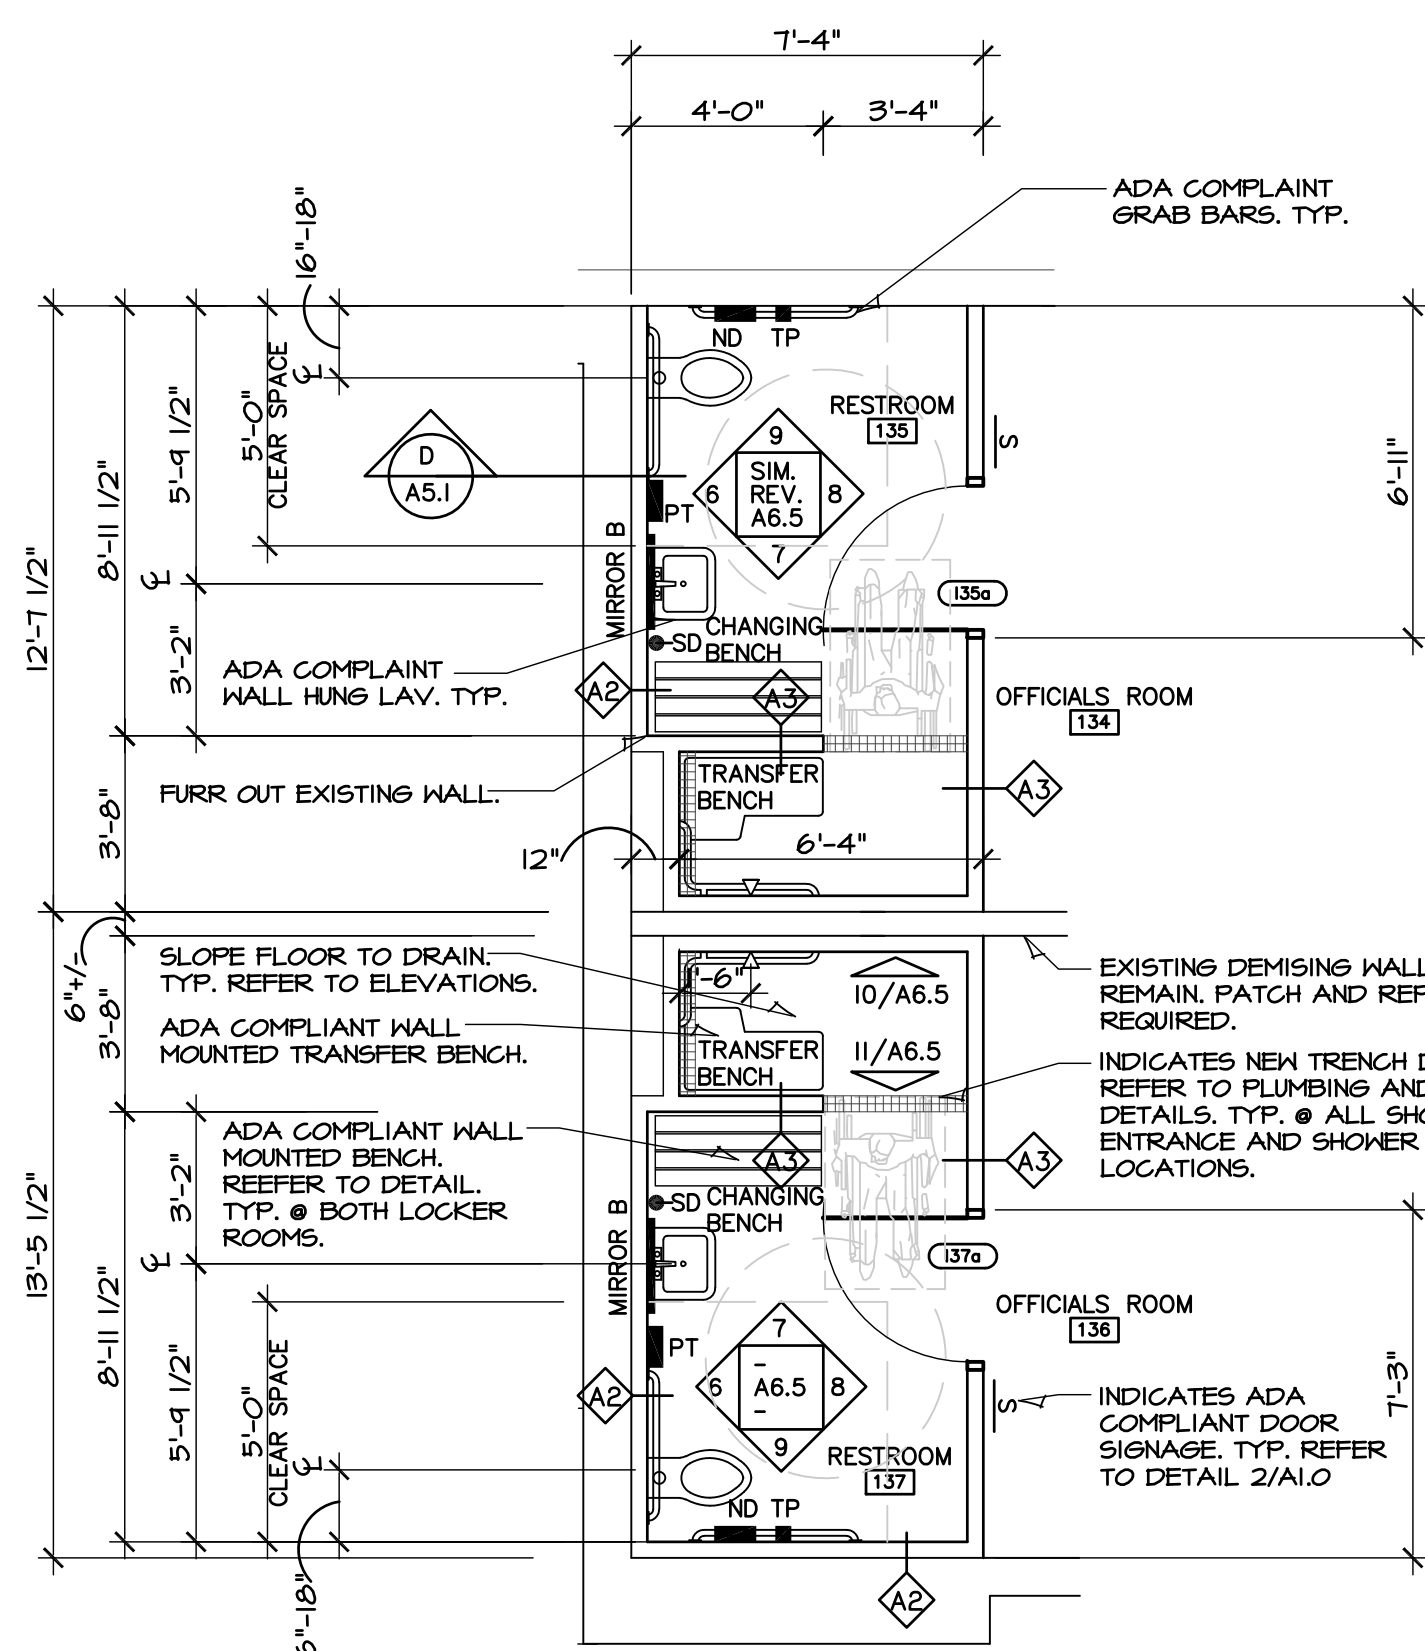 7'-4"
4'-0"
3'-4"
ADA COMPLAINT
GRAB BARS. TYP.
16"-18"
ND TP
℄
5'-0"
CLEAR SPACE
5'-9 1/2"
8'-11 1/2"
12'-7 1/2"
6'-11"
RESTROOM
135
S
D
A5.1
9
6
SIM.
REV.
A6.5
8
7
PT
MIRROR B
℄
135a
3'-2"
SD
CHANGING
BENCH
ADA COMPLAINT
WALL HUNG LAV. TYP.
A2
A3
OFFICIALS ROOM
134
FURR OUT EXISTING WALL.
TRANSFER
BENCH
A3
3'-8"
12"
6'-4"
6"+/-
SLOPE FLOOR TO DRAIN.
TYP. REFER TO ELEVATIONS.
1'-6"
10/A6.5
EXISTING DEMISING WALL
REMAIN. PATCH AND REP
REQUIRED.
3'-8"
ADA COMPLIANT WALL
MOUNTED TRANSFER BENCH.
TRANSFER
BENCH
11/A6.5
INDICATES NEW TRENCH D
REFER TO PLUMBING AND
DETAILS. TYP. @ ALL SHO
ENTRANCE AND SHOWER
LOCATIONS.
ADA COMPLIANT WALL
MOUNTED BENCH.
REEFER TO DETAIL.
TYP. @ BOTH LOCKER
ROOMS.
A3
A3
3'-2"
13'-5 1/2"
SD
CHANGING
BENCH
MIRROR B
℄
137a
OFFICIALS ROOM
136
8'-11 1/2"
5'-9 1/2"
5'-0"
CLEAR SPACE
PT
7
6
-
A6.5
-
8
9
A2
S
INDICATES ADA
COMPLIANT DOOR
SIGNAGE. TYP. REFER
TO DETAIL 2/A1.0
7'-3"
℄
RESTROOM
137
ND TP
6"-18"
A2